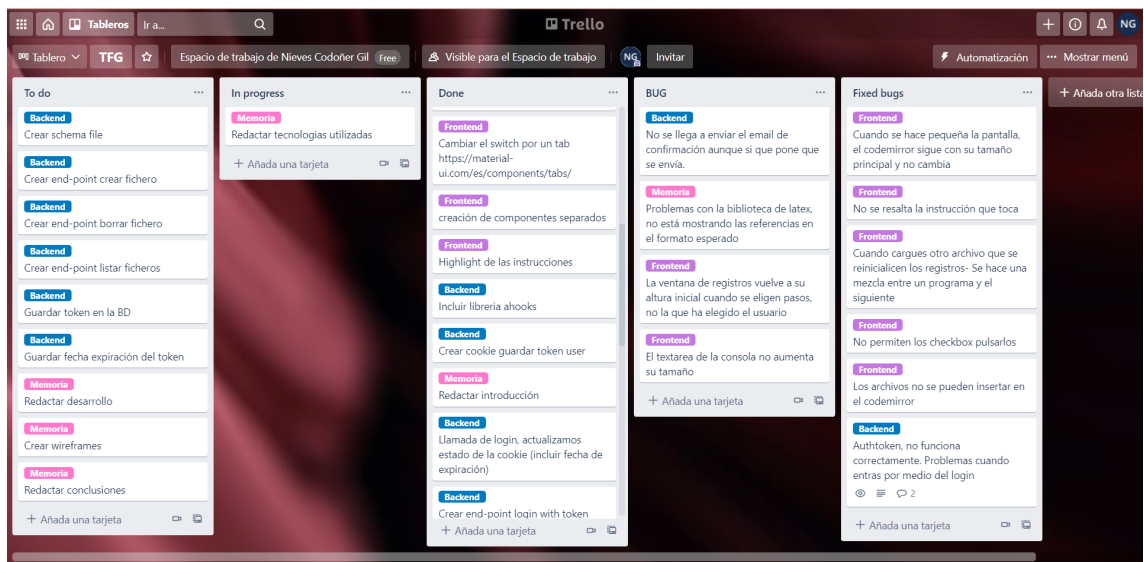 Tableros
Ir a...
Trello
NG
Tablero
TFG
Espacio de trabajo de Nieves Codoñer Gil
Free
Visible para el Espacio de trabajo
NG
Invitar
Automatización
Mostrar menú
To do
Backend
Crear schema file
Backend
Crear end-point crear fichero
Backend
Crear end-point borrar fichero
Backend
Crear end-point listar ficheros
Backend
Guardar token en la BD
Backend
Guardar fecha expiración del token
Memoria
Redactar desarrollo
Memoria
Crear wireframes
Memoria
Redactar conclusiones
+ Añada una tarjeta
In progress
Memoria
Redactar tecnologias utilizadas
+ Añada una tarjeta
Done
Frontend
Cambiar el switch por un tab
https://material-
ui.com/es/components/tabs/
Frontend
creación de componentes separados
Frontend
Highlight de las instrucciones
Backend
Incluir libreria ahooks
Backend
Crear cookie guardar token user
Memoria
Redactar introducción
Backend
Llamada de login, actualizamos
estado de la cookie (incluir fecha de
expiración)
Backend
Crear end-point login with token
+ Añada una tarjeta
BUG
Backend
No se llega a enviar el email de
confirmación aunque si que pone que
se envía.
Memoria
Problemas con la biblioteca de latex,
no está mostrando las referencias en
el formato esperado
Frontend
La ventana de registros vuelve a su
altura inicial cuando se eligen pasos,
no la que ha elegido el usuario
Frontend
El textarea de la consola no aumenta
su tamaño
+ Añada una tarjeta
Fixed bugs
Frontend
Cuando se hace pequeña la pantalla,
el codemirror sigue con su tamaño
principal y no cambia
Frontend
No se resalta la instrucción que toca
Frontend
Cuando cargues otro archivo que se
reinicialicen los registros- Se hace una
mezcla entre un programa y el
siguiente
Frontend
No permiten los checkbox pulsarlos
Frontend
Los archivos no se pueden insertar en
el codemirror
Backend
Authtoken, no funciona
correctamente. Problemas cuando
entras por medio del login
2
+ Añada una tarjeta
+ Añada otra lista